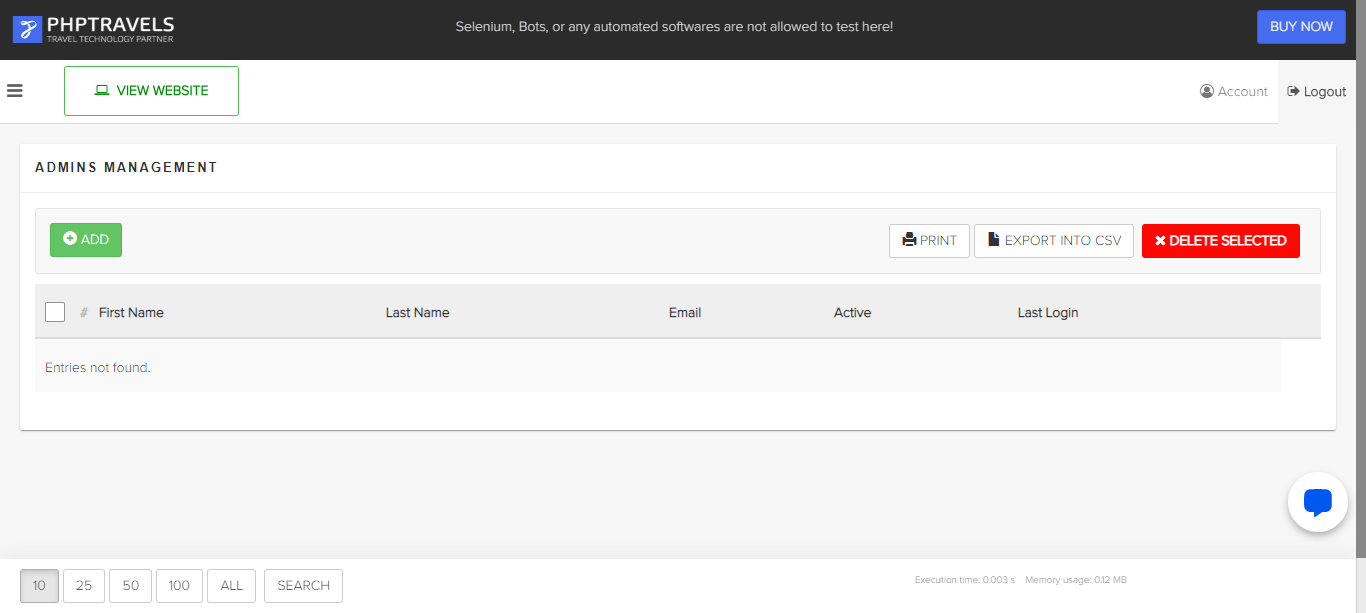 PHPTRAVELS
TRAVEL TECHNOLOGY PARTNER
Selenium, Bots, or any automated softwares are not allowed to test here!
BUY NOW
VIEW WEBSITE
Account
Logout
ADMINS MANAGEMENT
ADD
PRINT
EXPORT INTO CSV
DELETE SELECTED
# First Name Last Name Email Active Last Login
Entries not found.
10 25 50 100 ALL SEARCH
Execution time: 0.003 s Memory usage: 0.12 MB